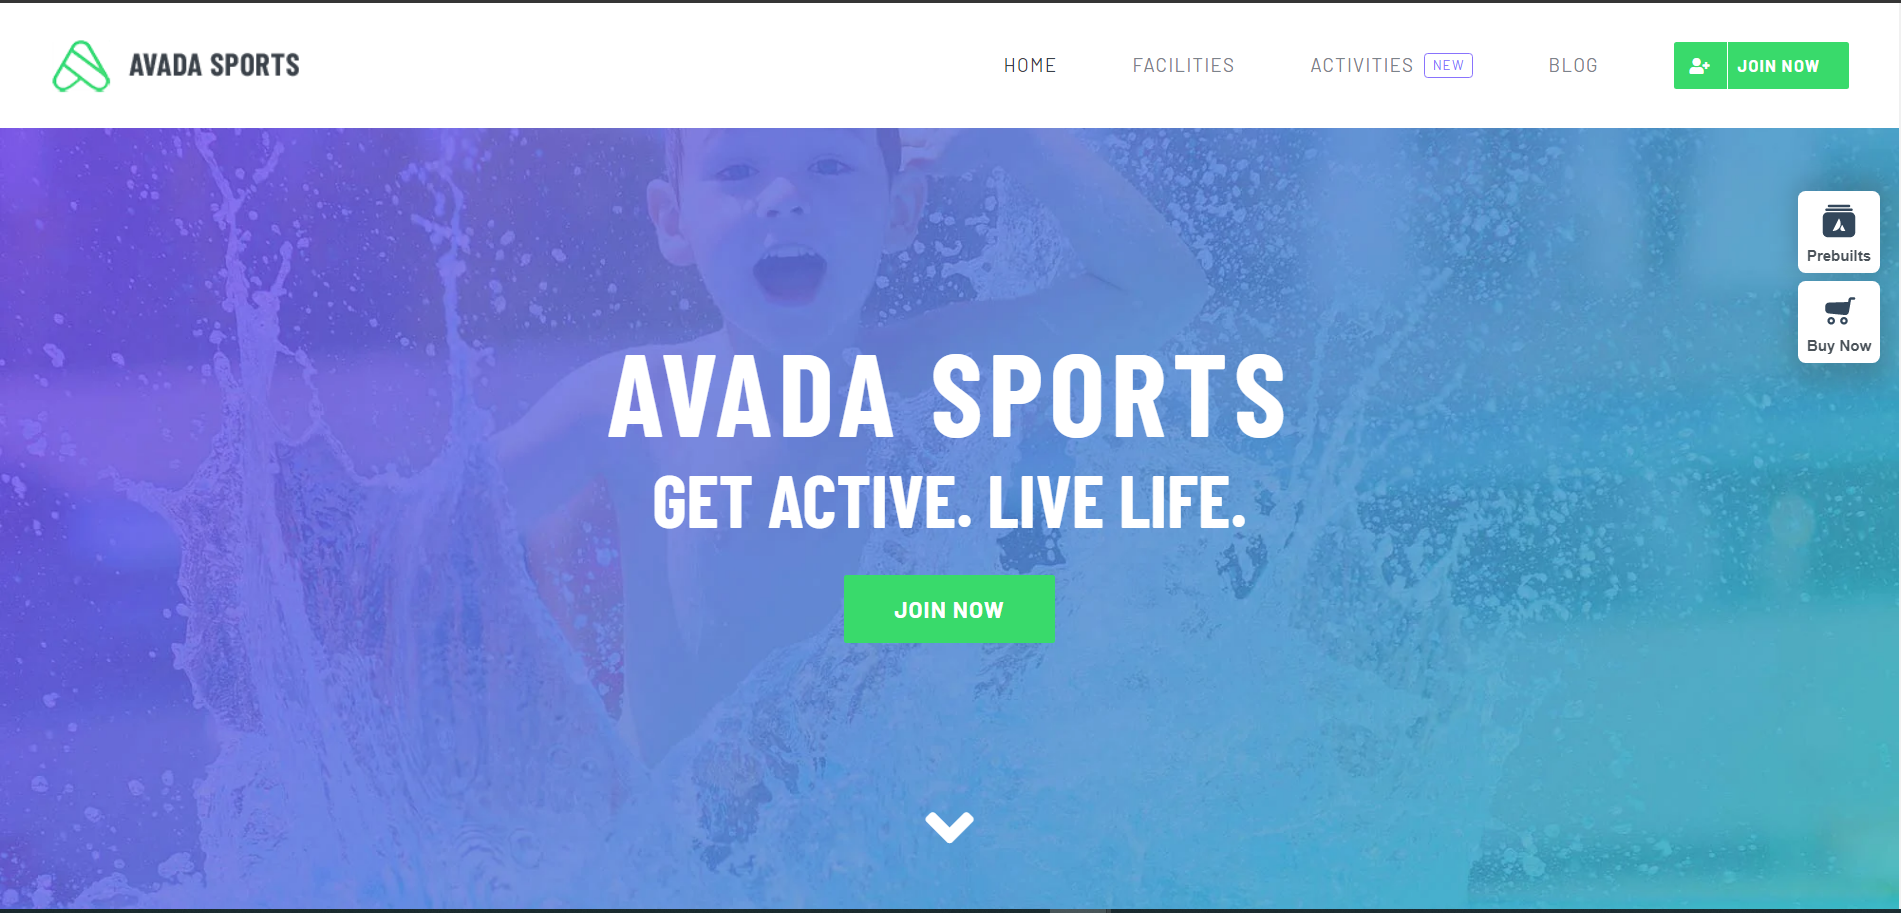 AVADA SPORTS
HOME
FACILITIES
ACTIVITIES NEW
BLOG
JOIN NOW
Prebuilts
Buy Now
AVADA SPORTS
GET ACTIVE. LIVE LIFE.
JOIN NOW